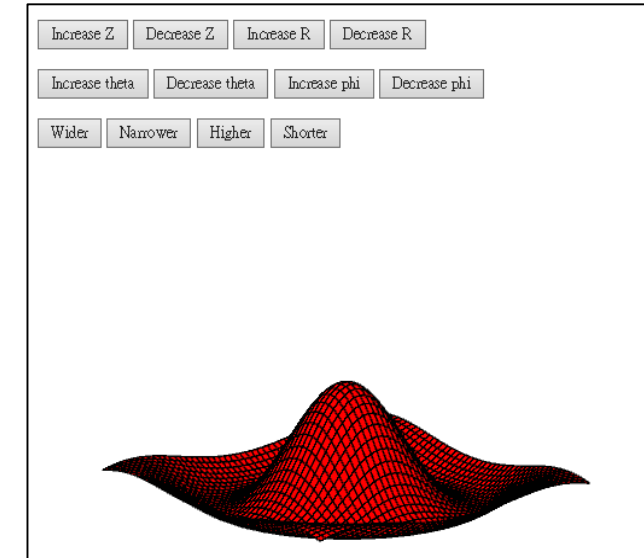 Increase Z Decrease Z Increase R Decrease R
Increase theta Decrease theta Increase phi Decrease phi
Wider Narrower Higher Shorter